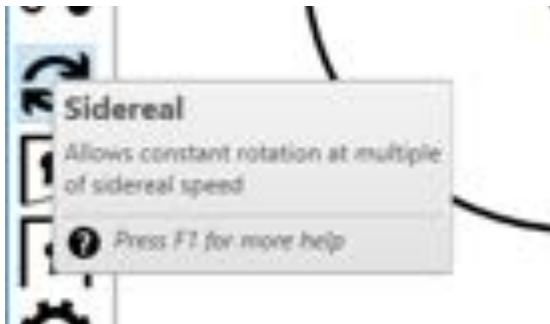 Sidereal
Allows constant rotation at multiple
of sidereal speed
Press F1 for more help